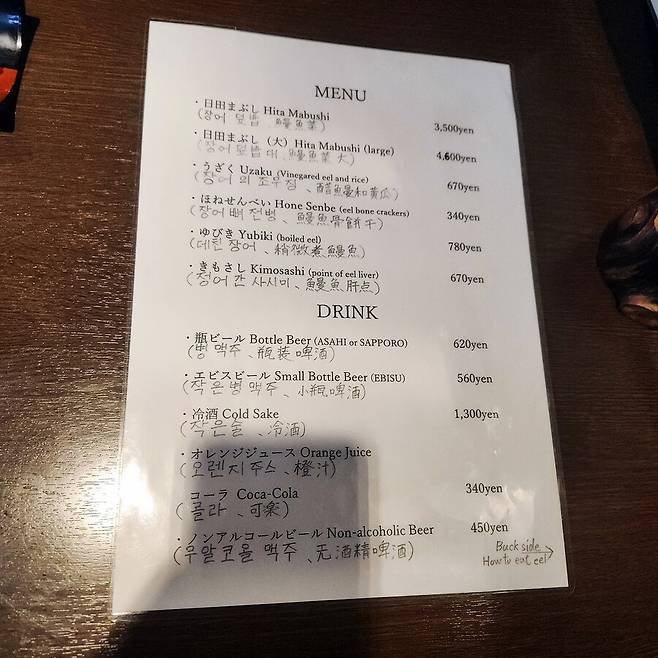 MENU
・日田まぶし Hita Mabushi 3,500yen
(장어 덮밥、鰻魚菜)
・日田まぶし（大）Hita Mabushi (large) 4,600yen
(장어 덮밥 대、鰻魚菜 大)
・うざく Uzaku (Vinegared eel and rice) 670yen
(장어 의 조우짐、醋魚鰻和黄瓜)
・ほねせんべい Hone Senbe (eel bone crackers) 340yen
(장어 뼈 전병、鰻魚骨餅干)
・ゆびき Yubiki (boiled eel) 780yen
(데친 장어、稍微煮鰻魚)
・きもさし Kimosashi (point of eel liver) 670yen
(장어 간 사시미、鰻魚肝点)
DRINK
・瓶ビール Bottle Beer (ASAHI or SAPPORO) 620yen
(병 맥주、瓶装啤酒)
・エビスビール Small Bottle Beer (EBISU) 560yen
(작은병 맥주、小瓶啤酒)
・冷酒 Cold Sake 1,300yen
(작은술、冷酒)
・オレンジジュース Orange Juice
(오렌지주스、橙汁)
コーラ Coca-Cola 340yen
(콜라、可楽)
・ノンアルコールビール Non-alcoholic Beer 450yen
(무알코올 맥주、无酒精啤酒)
Buck side
How to eat eel